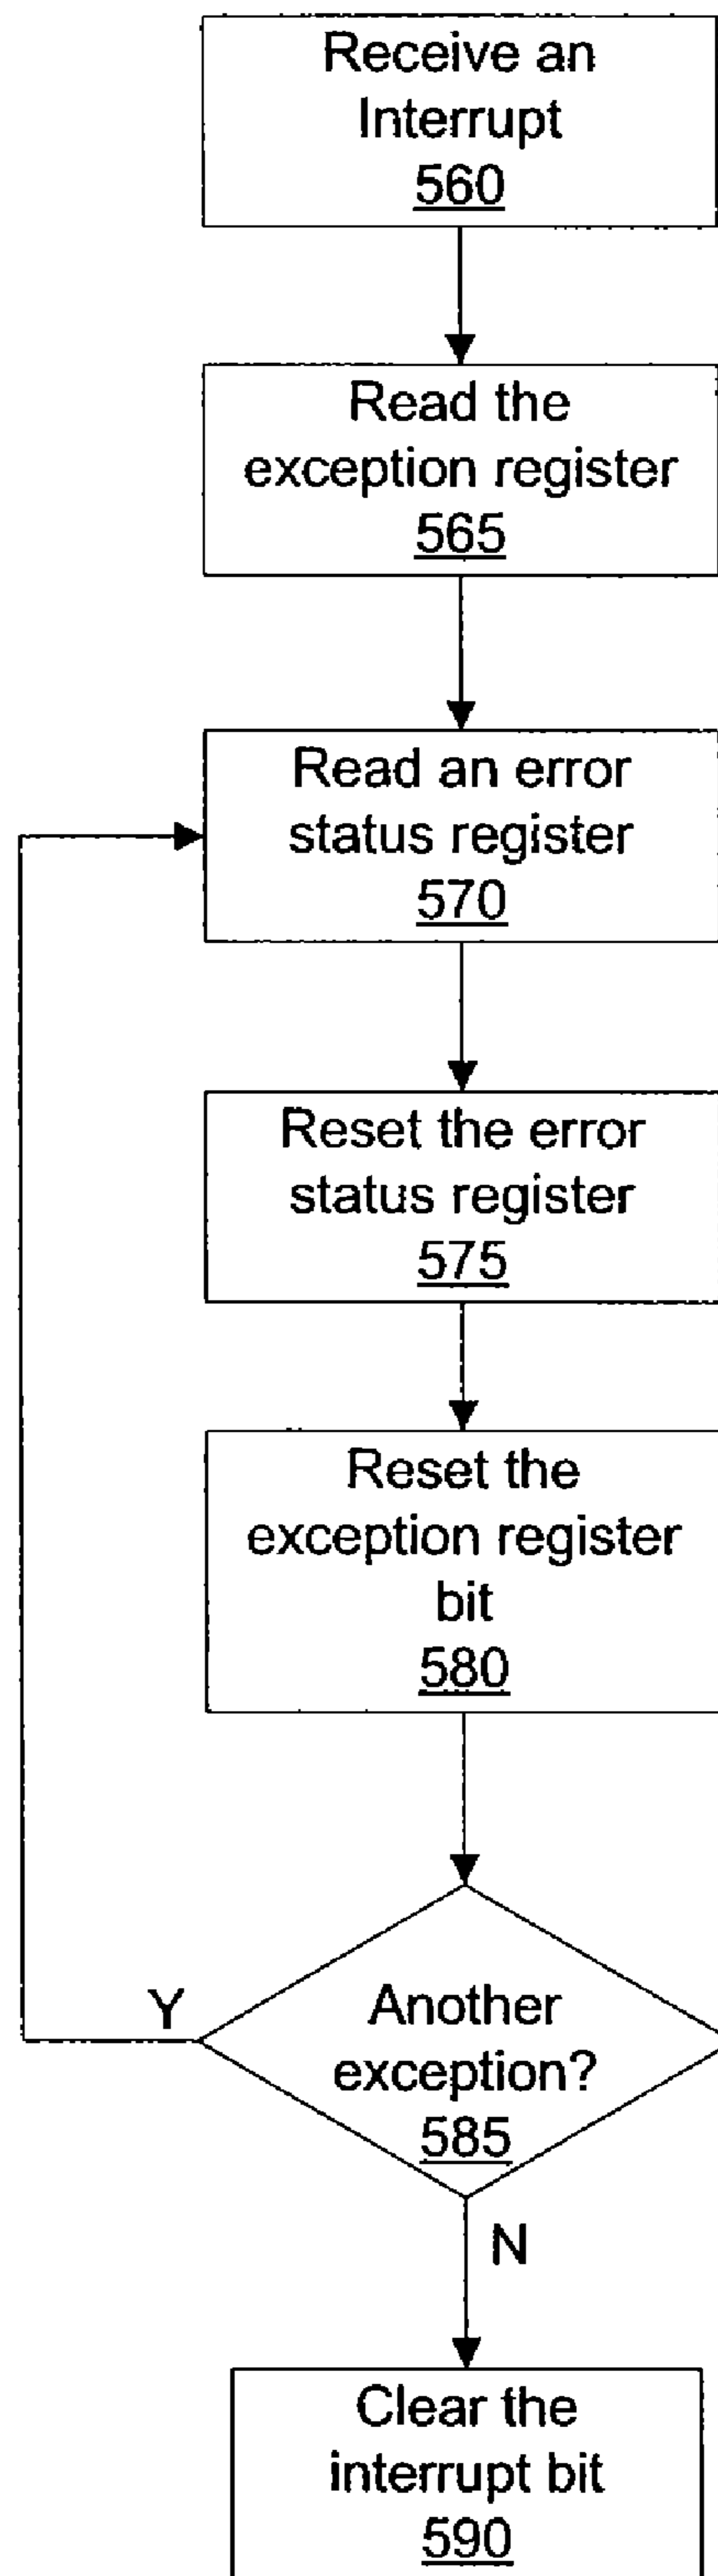 Receive an
Interrupt
560
Read the
exception register
565
Read an error
status register
570
Reset the error
status register
575
Reset the
exception register
bit
580
Y
Another
exception?
585
N
Clear the
interrupt bit
590